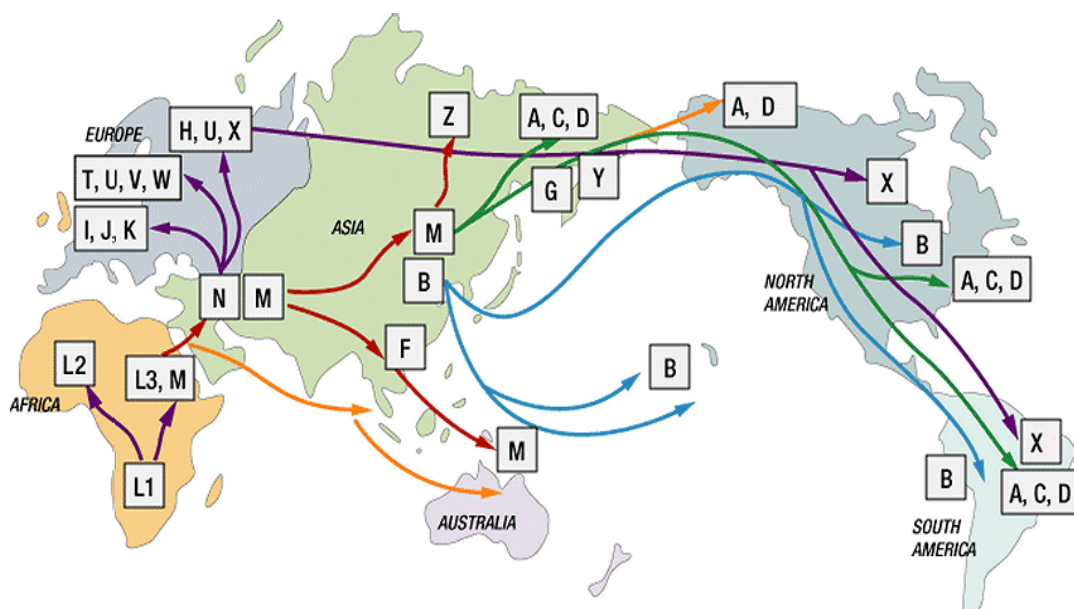 Z
A, C, D
A, D
EUROPE
H, U, X
T, U, V, W
G
Y
X
I, J, K
ASIA
M
B
N
M
B
NORTH
AMERICA
A, C, D
F
L2
L3, M
B
AFRICA
M
X
L1
B
A, C, D
AUSTRALIA
SOUTH
AMERICA